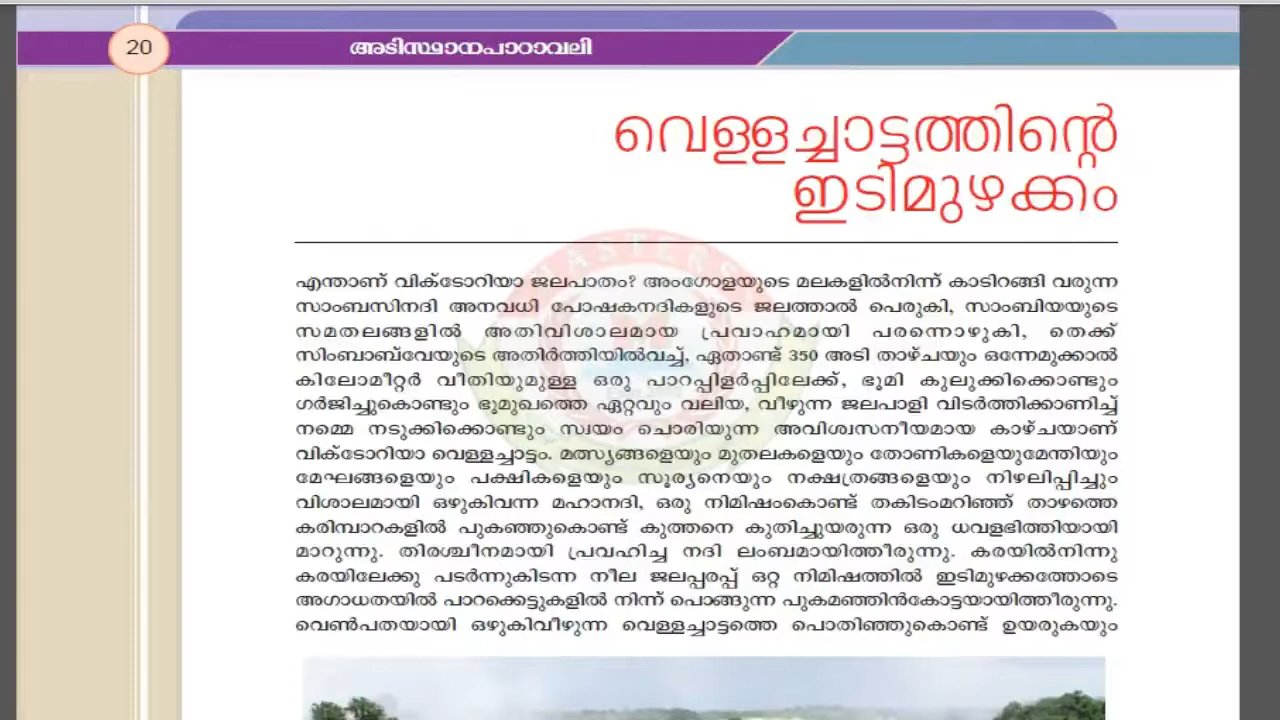 20
അടിസ്ഥാനപാഠാവലി
വെള്ളച്ചാട്ടത്തിന്റെ
ഇടിമുഴക്കം
എന്താണ് വിക്ടോറിയാ ജലപാതം? അംഗോളയുടെ മലകളിൽനിന്ന് കാടിറങ്ങി വരുന്ന
സാംബസിനദി അനവധി പോഷകനദികളുടെ ജലത്താൽ പെരുകി, സാംബിയയുടെ
സമതലങ്ങളിൽ അതിവിശാലമായ പ്രവാഹമായി പരന്നൊഴുകി, തെക്ക്
സിംബാബ്‌വേയുടെ അതിർത്തിയിൽവച്ച്, ഏതാണ്ട് 350 അടി താഴ്ചയും ഒന്നേമുക്കാൽ
കിലോമീറ്റർ വീതിയുമുള്ള ഒരു പാറപ്പിളർപ്പിലേക്ക്, ഭൂമി കുലുക്കിക്കൊണ്ടും
ഗർജിച്ചുകൊണ്ടും ഭൂമുഖത്തെ ഏറ്റവും വലിയ, വീഴുന്ന ജലപാളി വിടർത്തിക്കാണിച്ച്
നമ്മെ നടുക്കിക്കൊണ്ടും സ്വയം ചൊരിയുന്ന അവിശ്വസനീയമായ കാഴ്ചയാണ്
വിക്ടോറിയാ വെള്ളച്ചാട്ടം. മത്സ്യങ്ങളെയും മുതലകളെയും തോണികളെയുമേന്തിയും
മേഘങ്ങളെയും പക്ഷികളെയും സൂര്യനെയും നക്ഷത്രങ്ങളെയും നിഴലിപ്പിച്ചും
വിശാലമായി ഒഴുകിവന്ന മഹാനദി, ഒരു നിമിഷംകൊണ്ട് തകിടംമറിഞ്ഞ് താഴത്തെ
കരിമ്പാറകളിൽ പുകഞ്ഞുകൊണ്ട് കുത്തനെ കുതിച്ചുയരുന്ന ഒരു ധവളഭിത്തിയായി
മാറുന്നു. തിരശ്ചീനമായി പ്രവഹിച്ച നദി ലംബമായിത്തീരുന്നു. കരയിൽനിന്നു
കരയിലേക്കു പടർന്നുകിടന്ന നീല ജലപ്പരപ്പ് ഒറ്റ നിമിഷത്തിൽ ഇടിമുഴക്കത്തോടെ
അഗാധതയിൽ പാറക്കെട്ടുകളിൽ നിന്ന് പൊങ്ങുന്ന പുകമഞ്ഞിൻകോട്ടയായിത്തീരുന്നു.
വെൺപതയായി ഒഴുകിവീഴുന്ന വെള്ളച്ചാട്ടത്തെ പൊതിഞ്ഞുകൊണ്ട് ഉയരുകയും
MASTERS